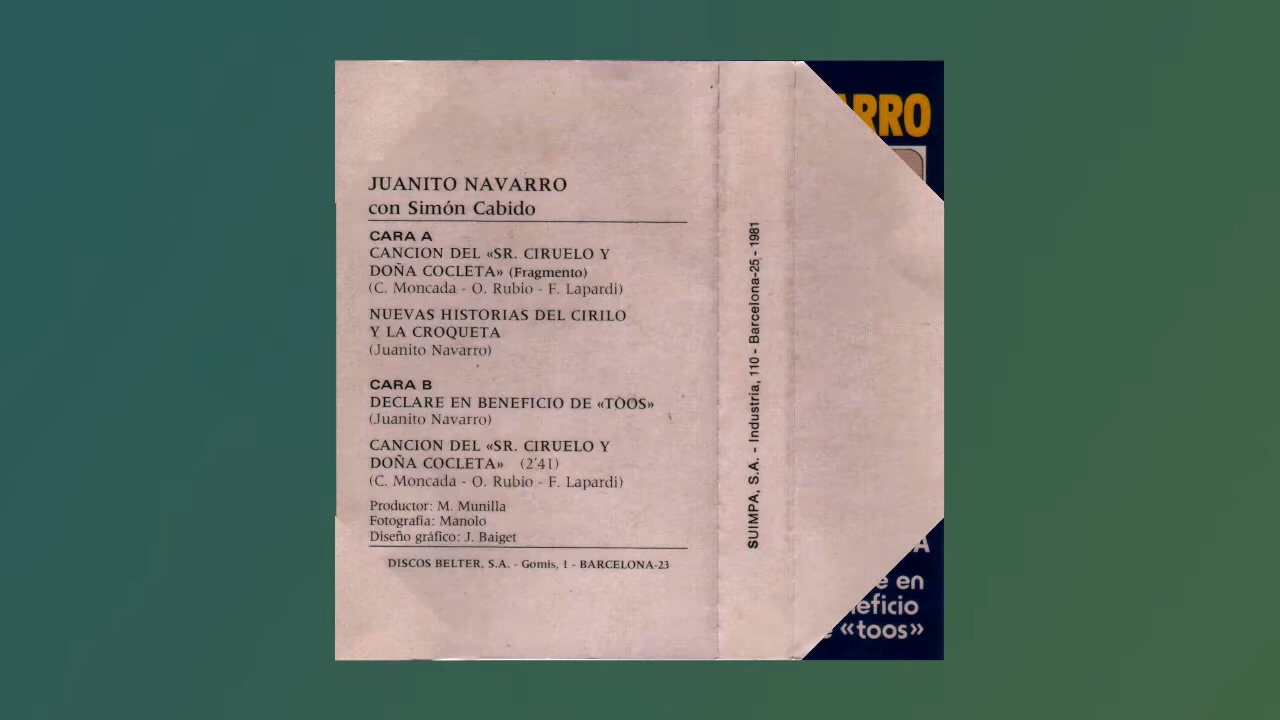 JUANITO NAVARRO
con Simón Cabido
CARA A
CANCION DEL «SR. CIRUELO Y
DOÑA COCLETA» (Fragmento)
(C. Moncada - O. Rubio - F. Lapardi)
NUEVAS HISTORIAS DEL CIRILO
Y LA CROQUETA
(Juanito Navarro)
CARA B
DECLARE EN BENEFICIO DE «TOOS»
(Juanito Navarro)
CANCION DEL «SR. CIRUELO Y
DOÑA COCLETA» (2'41)
(C. Moncada - O. Rubio - F. Lapardi)
Productor: M. Munilla
Fotografía: Manolo
Diseño gráfico: J. Baiget
DISCOS BELTER, S.A. - Gomis, 1 - BARCELONA-23
SUIMPA, S.A. - Industria, 110 - Barcelona-25 - 1981
RRO
A
en
eficio
«toos»